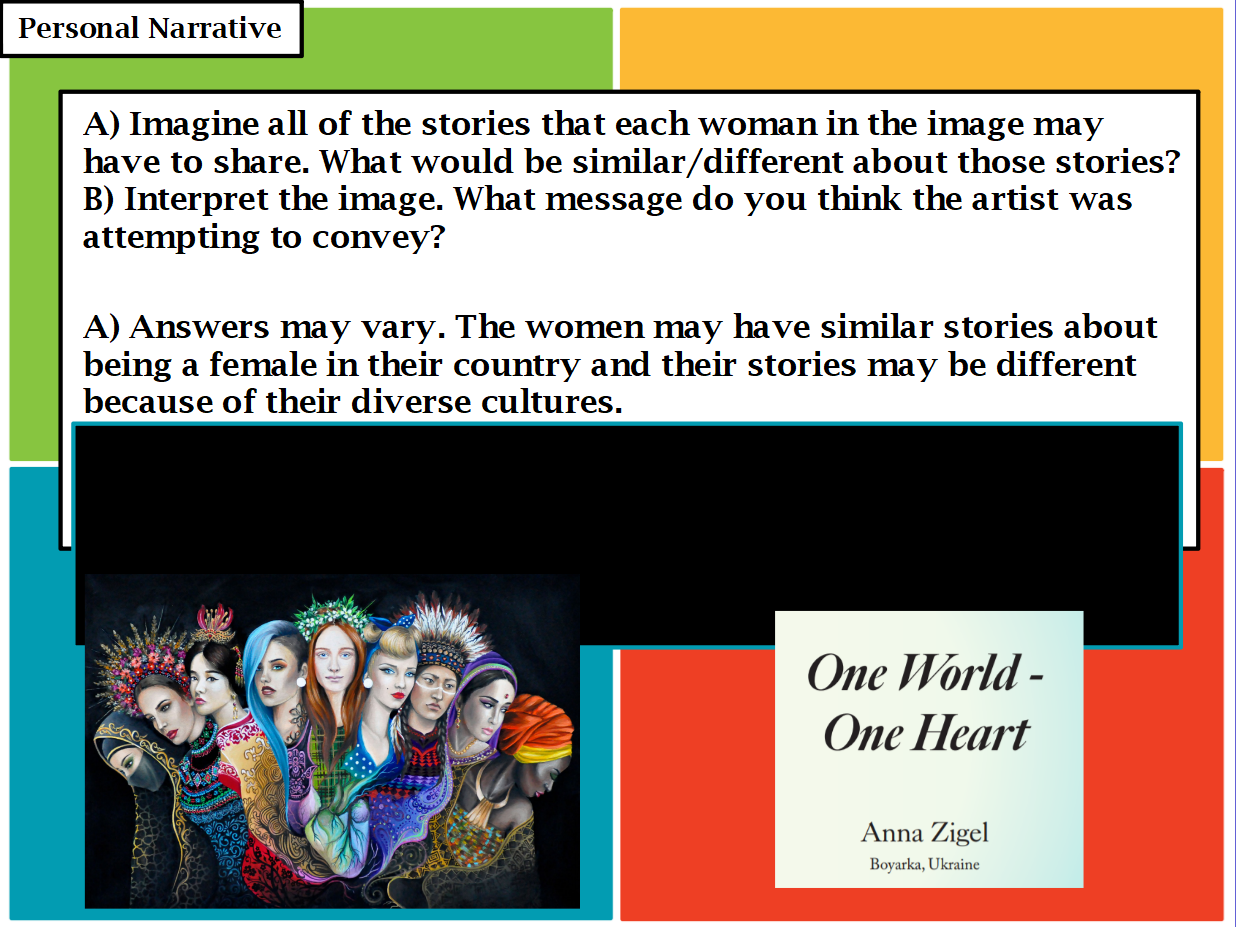 Personal Narrative
A) Imagine all of the stories that each woman in the image may
have to share. What would be similar/different about those stories?
B) Interpret the image. What message do you think the artist was
attempting to convey?
A) Answers may vary. The women may have similar stories about
being a female in their country and their stories may be different
because of their diverse cultures.
One World -
One Heart
Anna Zigel
Boyarka, Ukraine